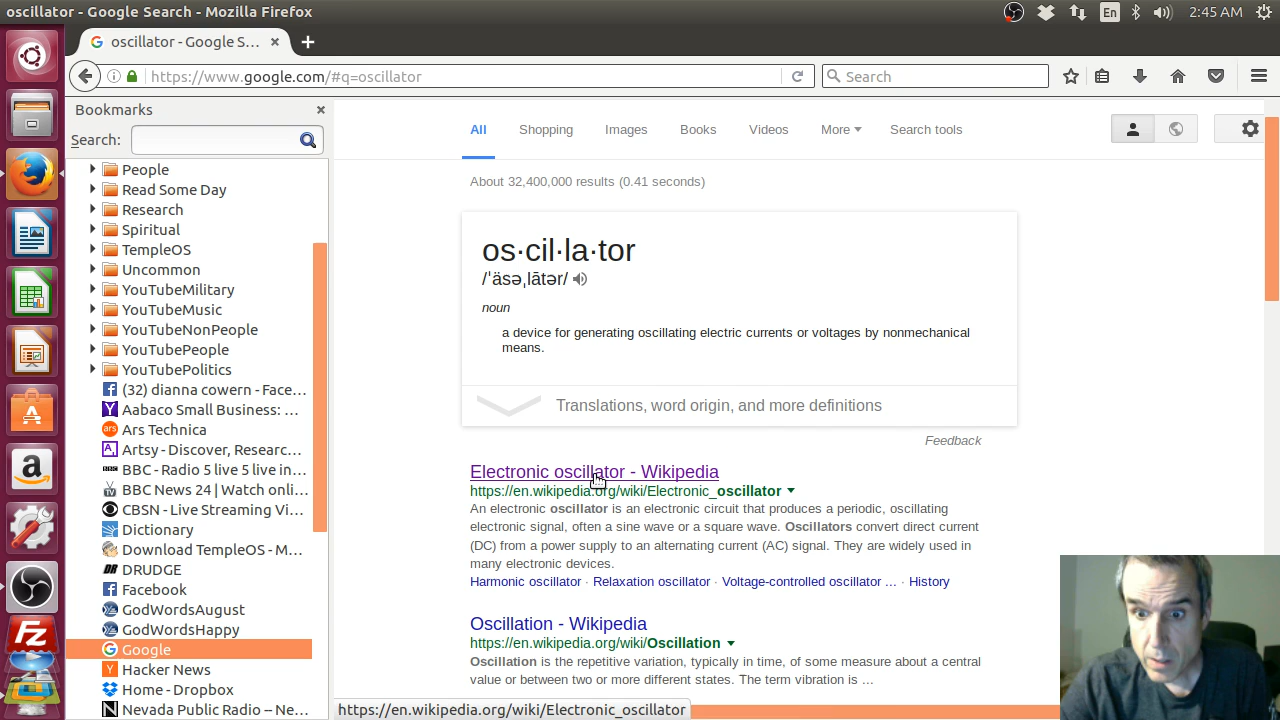 oscillator - Google Search - Mozilla Firefox
En
2:45 AM
oscillator - Google S...
https://www.google.com/#q=oscillator
Search
Bookmarks
Search:
People
Read Some Day
Research
Spiritual
TempleOS
Uncommon
YouTubeMilitary
YouTubeMusic
YouTubeNonPeople
YouTubePeople
YouTubePolitics
(32) dianna cowern - Face...
Aabaco Small Business: ...
Ars Technica
Artsy - Discover, Researc...
BBC - Radio 5 live 5 live in...
BBC News 24 | Watch onli...
CBSN - Live Streaming Vi...
Dictionary
Download TempleOS - M...
DRUDGE
Facebook
GodWordsAugust
GodWordsHappy
Google
Hacker News
Home - Dropbox
Nevada Public Radio -- Ne...
All
Shopping
Images
Books
Videos
More
Search tools
About 32,400,000 results (0.41 seconds)
os·cil·la·tor
/ˈäsəˌlātər/
noun
a device for generating oscillating electric currents or voltages by nonmechanical
means.
Translations, word origin, and more definitions
Feedback
Electronic oscillator - Wikipedia
https://en.wikipedia.org/wiki/Electronic_oscillator
An electronic oscillator is an electronic circuit that produces a periodic, oscillating
electronic signal, often a sine wave or a square wave. Oscillators convert direct current
(DC) from a power supply to an alternating current (AC) signal. They are widely used in
many electronic devices.
Harmonic oscillator · Relaxation oscillator · Voltage-controlled oscillator ... · History
Oscillation - Wikipedia
https://en.wikipedia.org/wiki/Oscillation
Oscillation is the repetitive variation, typically in time, of some measure about a central
value or between two or more different states. The term vibration is ...
https://en.wikipedia.org/wiki/Electronic_oscillator